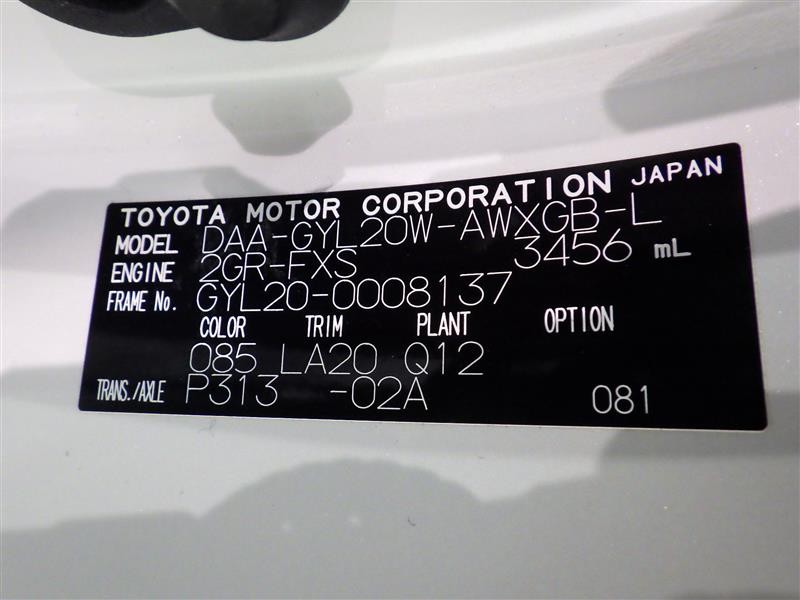 TOYOTA MOTOR CORPORATION JAPAN
MODEL DAA-GYL20W-AWXGB-L
ENGINE 2GR-FXS 3456 mL
FRAME No. GYL20-0008137
COLOR TRIM PLANT OPTION
085 LA20 Q12
TRANS./AXLE P313 -02A 081